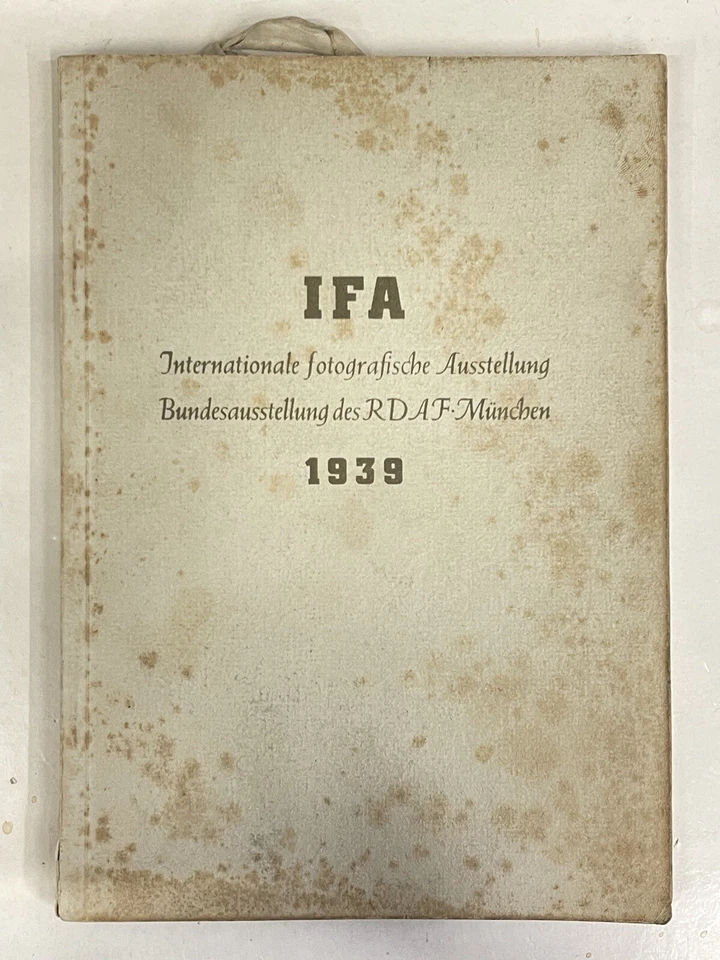 IFA
Internationale fotografische Ausstellung
Bundesausstellung des RDAF·München
1939